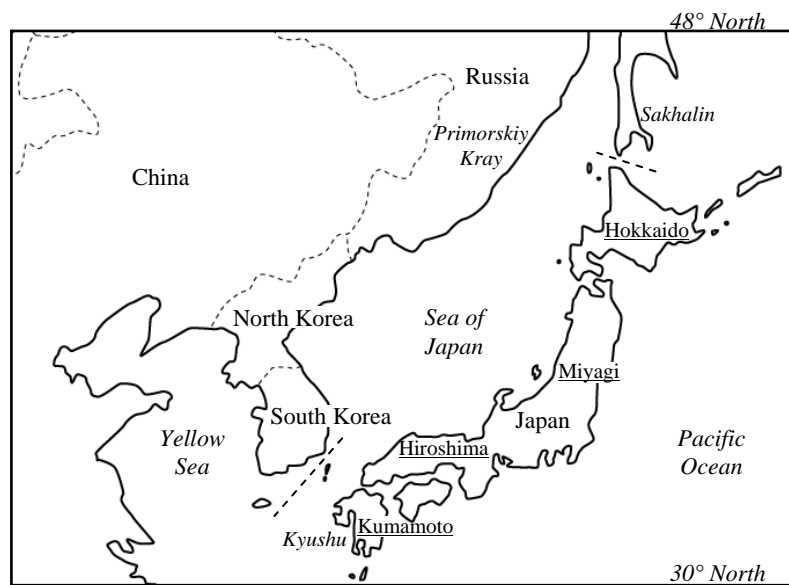 48° North
Russia
Sakhalin
Primorskiy
Kray
China
Hokkaido
North Korea
Sea of
Japan
Miyagi
South Korea
Japan
Yellow
Sea
Hiroshima
Pacific
Ocean
Kyushu
Kumamoto
30° North